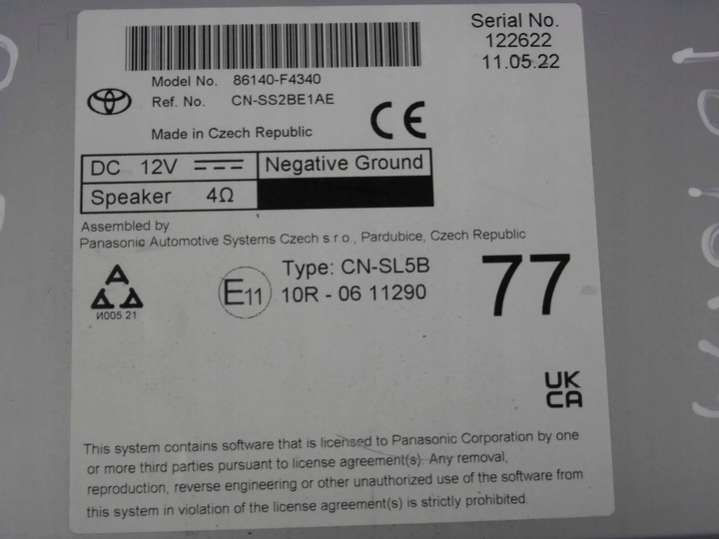 Serial No.
122622
11.05.22
Model No. 86140-F4340
Ref. No. CN-SS2BE1AE
Made in Czech Republic
CE
DC 12V Negative Ground
Speaker 4Ω
Assembled by
Panasonic Automotive Systems Czech s.r.o., Pardubice, Czech Republic
Type: CN-SL5B
E11 10R - 06 11290
77
И005 21
UK
CA
This system contains software that is licensed to Panasonic Corporation by one
or more third parties pursuant to license agreement(s). Any removal,
reproduction, reverse engineering or other unauthorized use of the software from
this system in violation of the license agreement(s) is strictly prohibited.